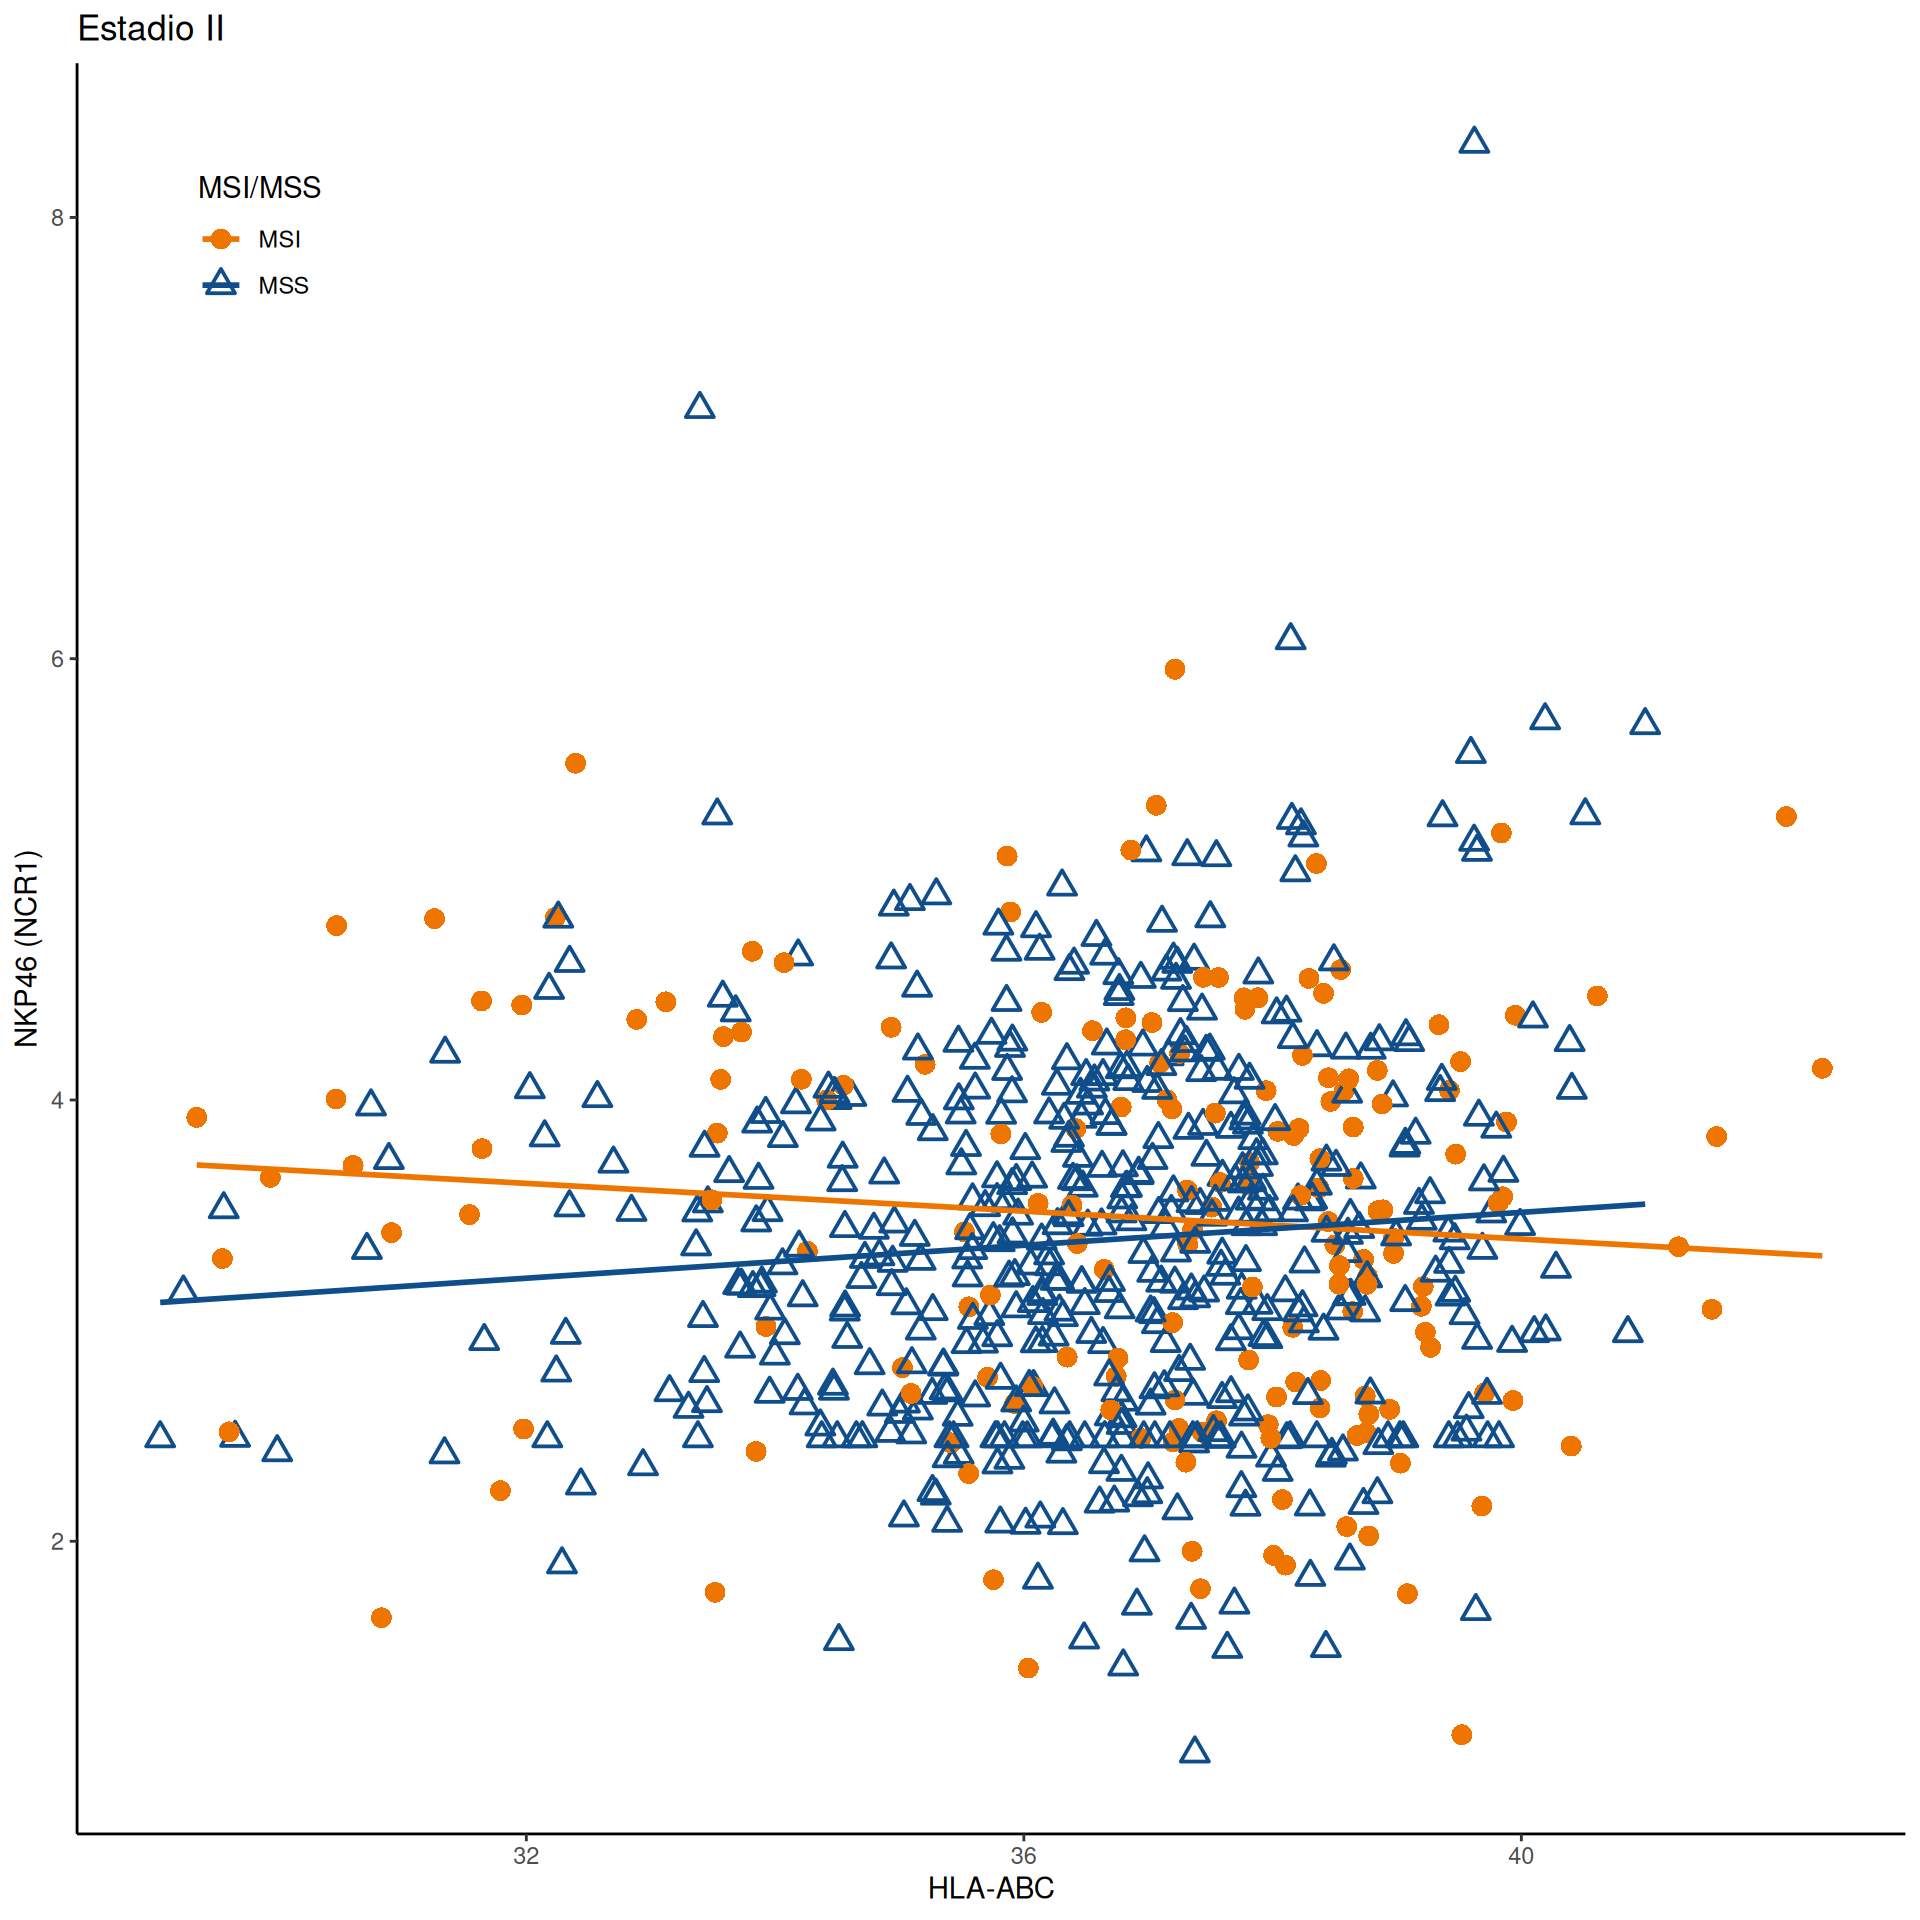 Estadio II
MSI/MSS
MSI
MSS
8
6
4
2
NKP46 (NCR1)
32
36
40
HLA-ABC